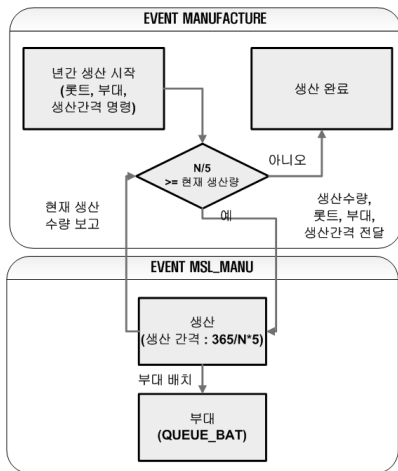 EVENT MANUFACTURE
년간 생산 시작
(롯트, 부대,
생산간격 명령)
생산 완료
N/5
>= 현재 생산량
아니오
예
현재 생산
수량 보고
생산수량,
롯트, 부대,
생산간격 전달
EVENT MSL_MANU
생산
(생산 간격 : 365/N*5)
부대 배치
부대
(QUEUE_BAT)